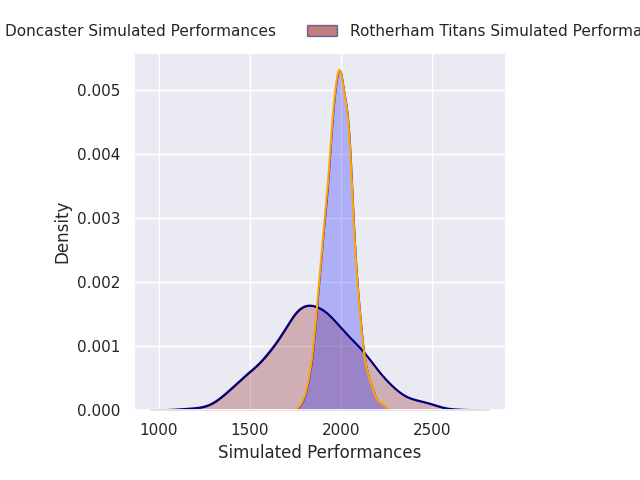 Doncaster Simulated Performances
Rotherham Titans Simulated
0.005
0.004
0.003
0.002
0.001
0.000
Density
1000 1500 2000 2500
Simulated Performances